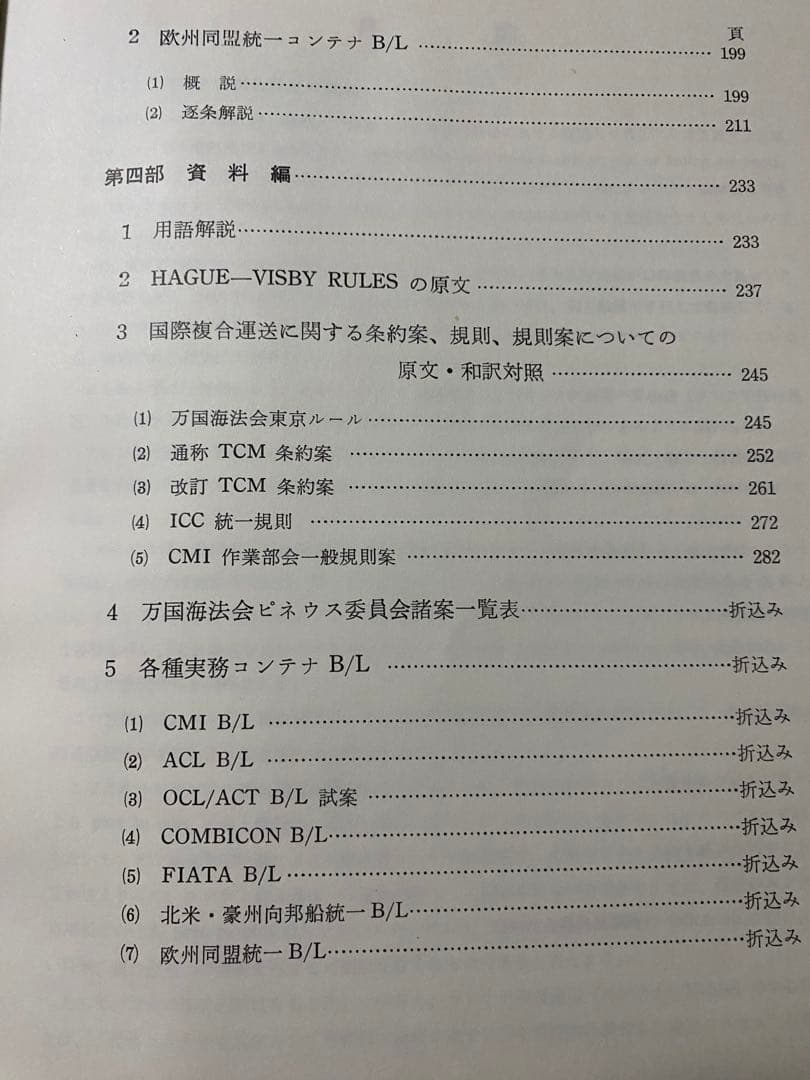 頁
2 欧州同盟統一コンテナ B/L ………………………… 199
(1) 概 説 ………………………… 199
(2) 逐条解説 ………………………… 211
第四部 資 料 編 ………………………… 233
1 用語解説 ………………………… 233
2 HAGUE—VISBY RULES の原文 ………………………… 237
3 国際複合運送に関する条約案、規則、規則案についての
原文・和訳対照 ………………………… 245
(1) 万国海法会東京ルール ………………………… 245
(2) 通称 TCM 条約案 ………………………… 252
(3) 改訂 TCM 条約案 ………………………… 261
(4) ICC 統一規則 ………………………… 272
(5) CMI 作業部会一般規則案 ………………………… 282
4 万国海法会ピネウス委員会諸案一覧表 ………………………… 折込み
5 各種実務コンテナ B/L ………………………… 折込み
(1) CMI B/L ………………………… 折込み
(2) ACL B/L ………………………… 折込み
(3) OCL/ACT B/L 試案 ………………………… 折込み
(4) COMBICON B/L ………………………… 折込み
(5) FIATA B/L ………………………… 折込み
(6) 北米・豪州向邦船統一 B/L ………………………… 折込み
(7) 欧州同盟統一 B/L ………………………… 折込み